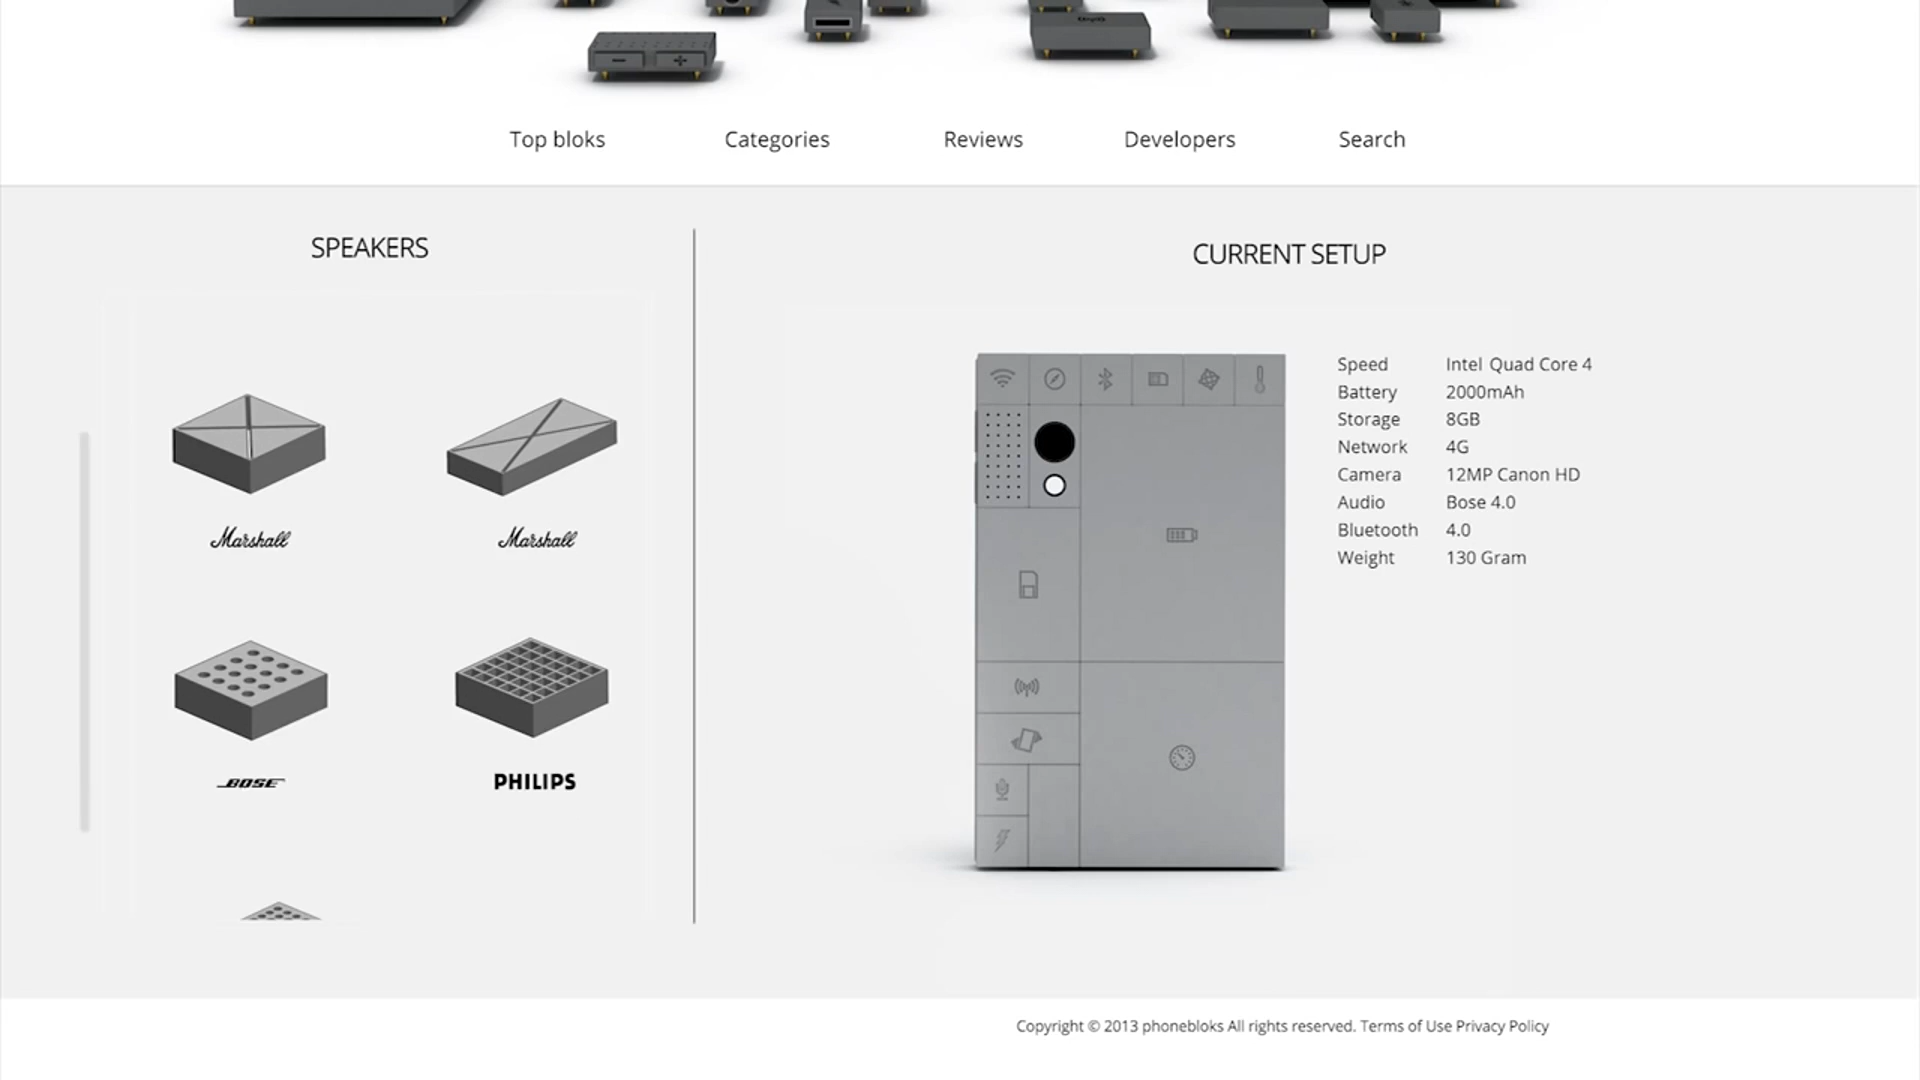 Top bloks Categories Reviews Developers Search
SPEAKERS
CURRENT SETUP
Marshall
Marshall
BOSE
PHILIPS
Speed Intel Quad Core 4
Battery 2000mAh
Storage 8GB
Network 4G
Camera 12MP Canon HD
Audio Bose 4.0
Bluetooth 4.0
Weight 130 Gram
Copyright © 2013 phonebloks All rights reserved. Terms of Use Privacy Policy